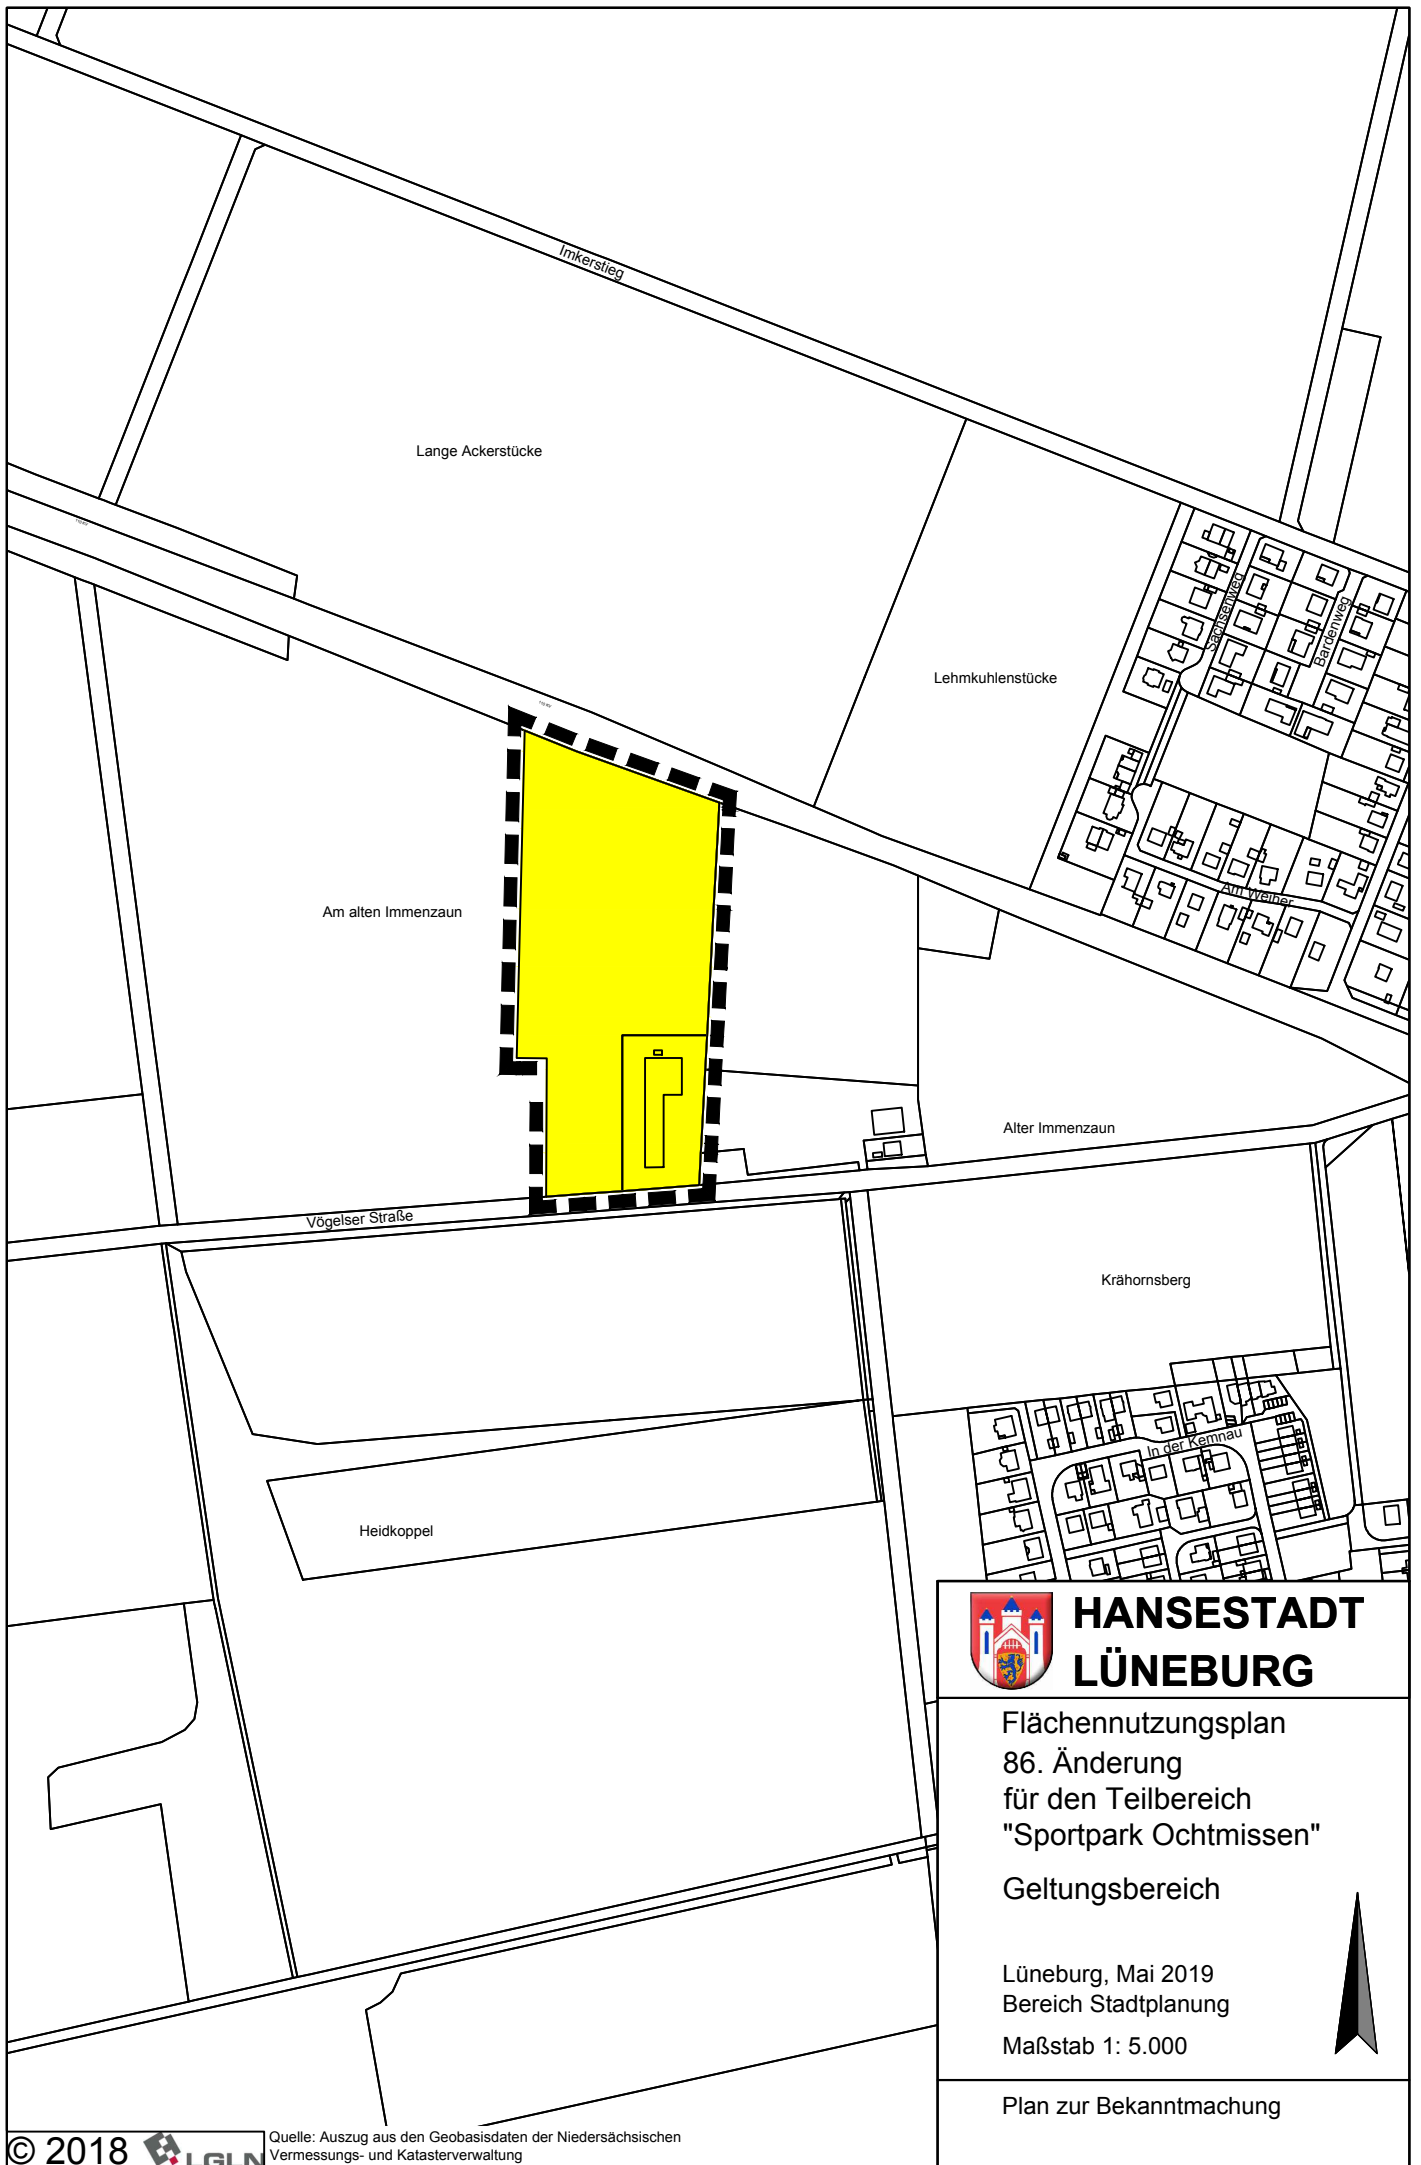 Imkerstieg
Lange Ackerstücke
Sachsenweg
Bardenweg
Lehmkuhlenstücke
Am Weiher
Am alten Immenzaun
Alter Immenzaun
Vögelser Straße
Krähornsberg
In der Kemnau
Heidkoppel
HANSESTADT
LÜNEBURG
Flächennutzungsplan
86. Änderung
für den Teilbereich
"Sportpark Ochtmissen"
Geltungsbereich
Lüneburg, Mai 2019
Bereich Stadtplanung
Maßstab 1: 5.000
Plan zur Bekanntmachung
© 2018 LGLN
Quelle: Auszug aus den Geobasisdaten der Niedersächsischen
Vermessungs- und Katasterverwaltung